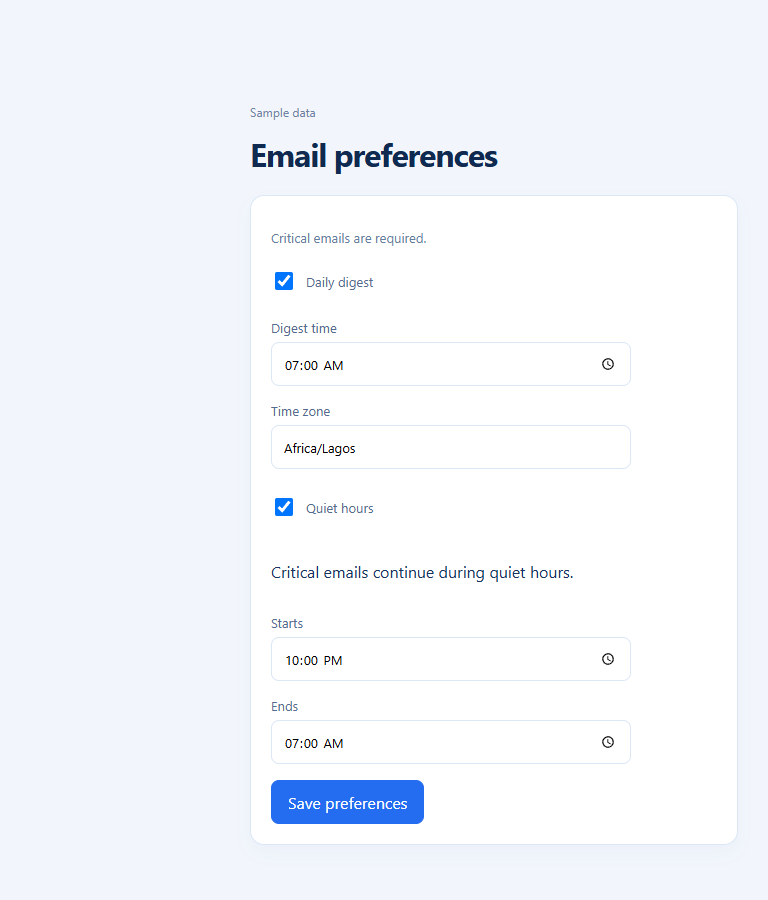 Sample data
Email preferences
Critical emails are required.
Daily digest
Digest time
07:00 AM
Time zone
Africa/Lagos
Quiet hours
Critical emails continue during quiet hours.
Starts
10:00 PM
Ends
07:00 AM
Save preferences